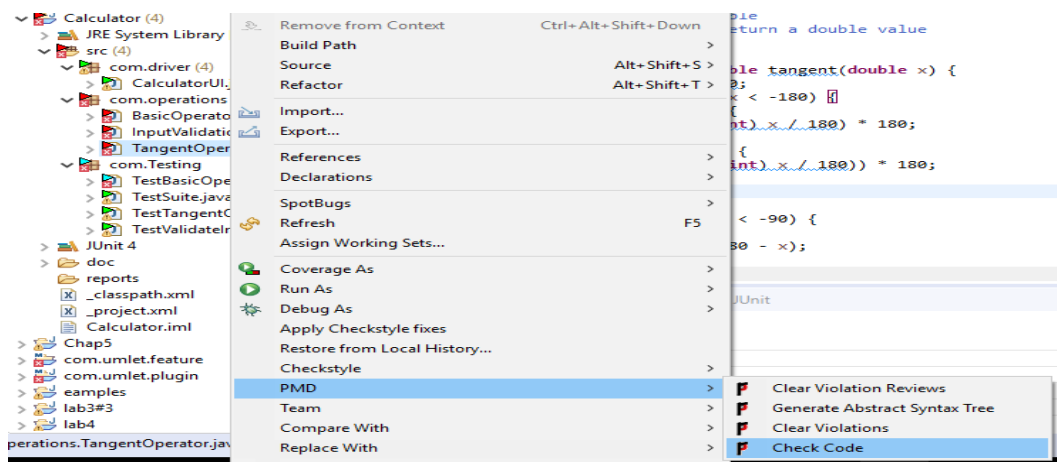 Calculator (4)
JRE System Library
src (4)
com.driver (4)
CalculatorUI.
com.operations
BasicOperato
InputValidatio
TangentOper
com.Testing
TestBasicOpe
TestSuite.java
TestTangentO
TestValidateIn
JUnit 4
doc
reports
_classpath.xml
_project.xml
Calculator.iml
Chap5
com.umlet.feature
com.umlet.plugin
eamples
lab3#3
lab4
perations.TangentOperator.jav
Remove from Context Ctrl+Alt+Shift+Down
Build Path >
Source Alt+Shift+S >
Refactor Alt+Shift+T >
Import...
Export...
References >
Declarations >
SpotBugs >
Refresh F5
Assign Working Sets...
Coverage As >
Run As >
Debug As >
Apply Checkstyle fixes
Restore from Local History...
Checkstyle >
PMD >
Team >
Compare With >
Replace With >
Clear Violation Reviews
Generate Abstract Syntax Tree
Clear Violations
Check Code
ble
eturn a double value
ble tangent(double x) {
0;
x < -180) {
{
nt) x / 180) * 180;
{
int) x / 180)) * 180;
< -90) {
80 - x);
JUnit